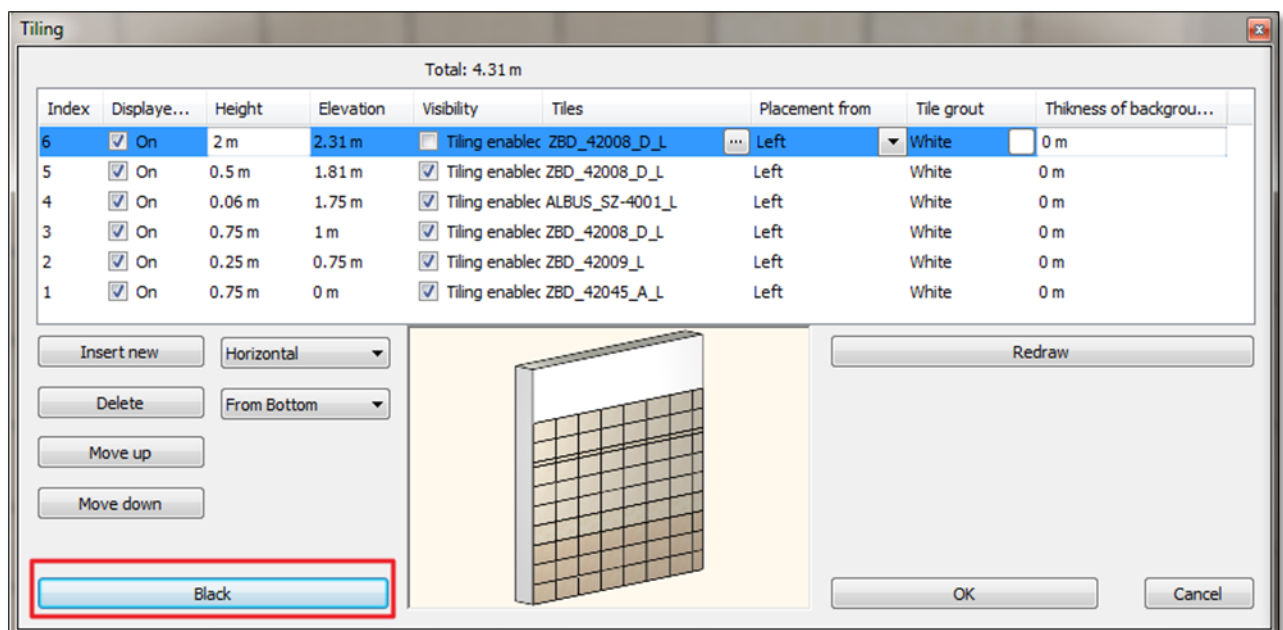 Tiling
Total: 4.31 m
Index Displaye... Height Elevation Visibility Tiles Placement from Tile grout Thikness of backgrou...
6 On 2 m 2.31 m Tiling enablec ZBD_42008_D_L ... Left White 0 m
5 On 0.5 m 1.81 m Tiling enablec ZBD_42008_D_L Left White 0 m
4 On 0.06 m 1.75 m Tiling enablec ALBUS_SZ-4001_L Left White 0 m
3 On 0.75 m 1 m Tiling enablec ZBD_42008_D_L Left White 0 m
2 On 0.25 m 0.75 m Tiling enablec ZBD_42009_L Left White 0 m
1 On 0.75 m 0 m Tiling enablec ZBD_42045_A_L Left White 0 m
Insert new Horizontal Redraw
Delete From Bottom
Move up
Move down
Black OK Cancel